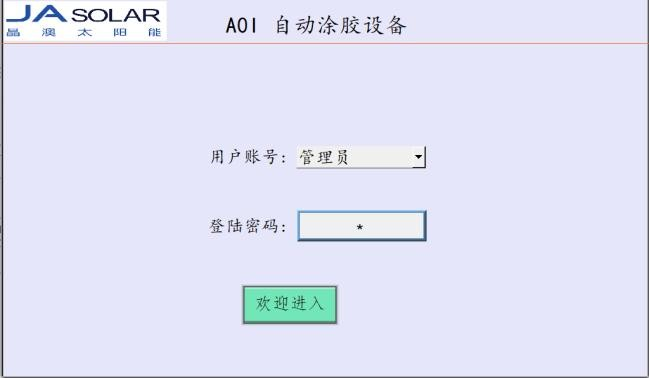 JA SOLAR
晶澳太阳能
AOI 自动涂胶设备
用户账号: 管理员
登陆密码: *
欢迎进入